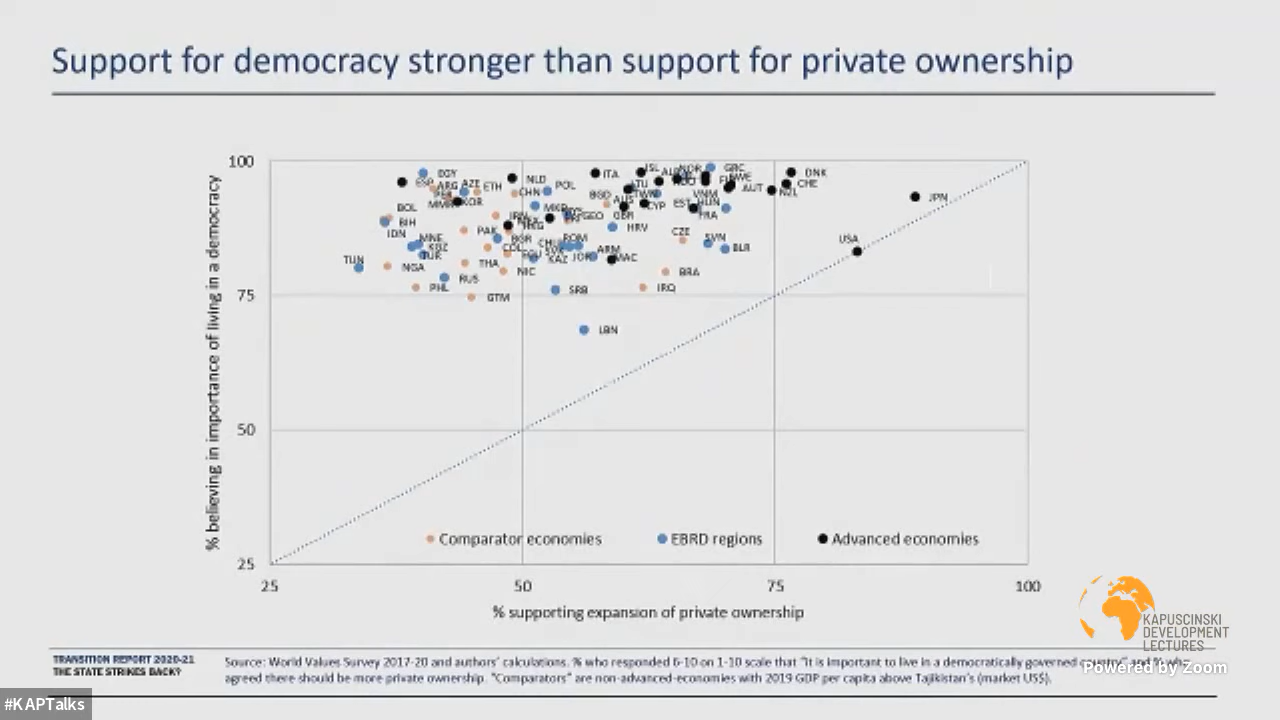 Support for democracy stronger than support for private ownership
% believing in importance of living in a democracy
100
75
50
25
25
50
75
100
EGY
ARG
AZE
ETH
NLD
POL
CHN
ITA
ISL
NOR
GRC
DNK
CHE
AUT
NZL
JPN
USA
BOL
BIH
IDN
MNE
KGZ
TUR
TUN
NGA
PHL
RUS
GTM
THA
NIC
PAK
COL
KOR
BGR
IRN
MKD
GEO
GBR
BGD
CYP
TWN
VNM
HUN
EST
FRA
HRV
CZE
SVN
BLR
ROM
ARM
MAC
KAZ
JOR
BRA
IRQ
SRB
LBN
Comparator economies
EBRD regions
Advanced economies
% supporting expansion of private ownership
KAPUSCINSKI
DEVELOPMENT
LECTURES
Powered by Zoom
TRANSITION REPORT 2020-21
THE STATE STRIKES BACK?
Source: World Values Survey 2017-20 and authors' calculations. % who responded 6-10 on 1-10 scale that "It is important to live in a democratically governed
agreed there should be more private ownership. "Comparators" are non-advanced-economies with 2019 GDP per capita above Tajikistan's (market US$).
#KAPTalks